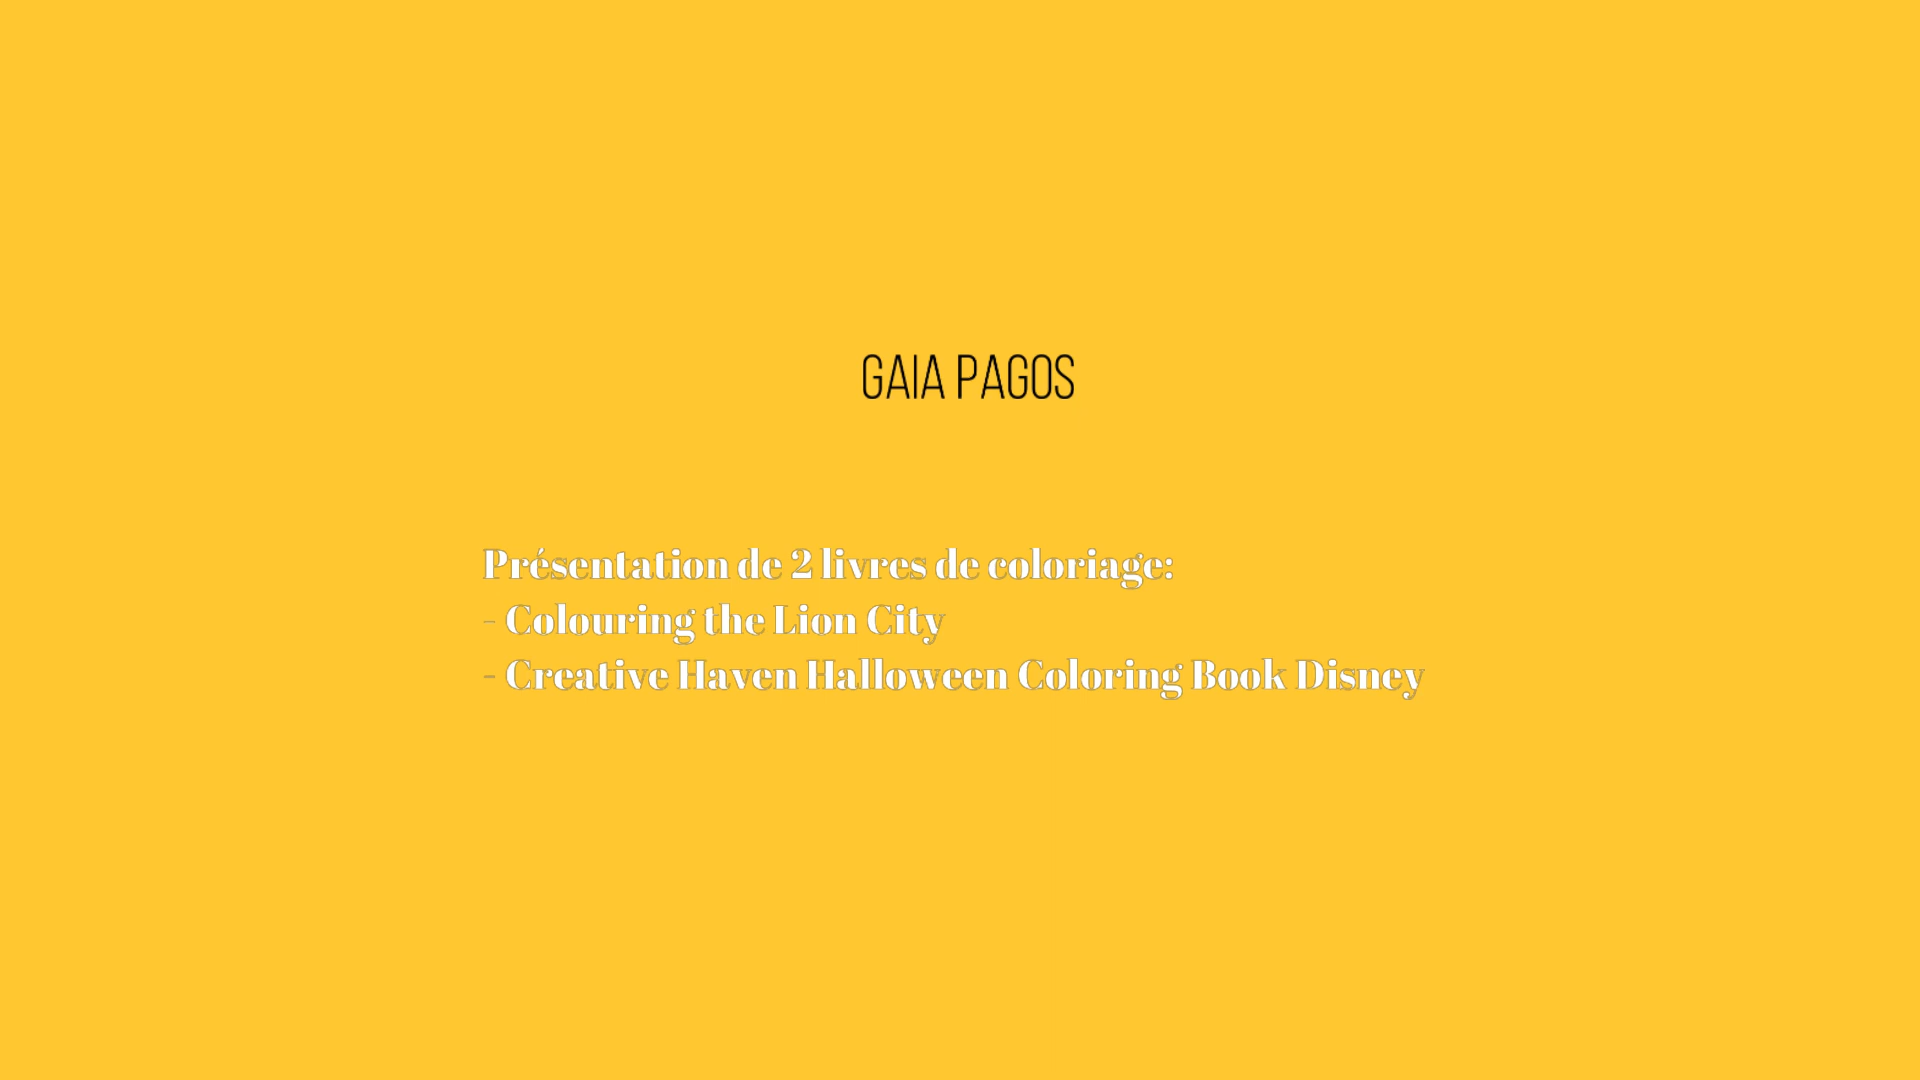 GAIA PAGOS
Présentation de 2 livres de coloriage:
- Colouring the Lion City
- Creative Haven Halloween Coloring Book Disney